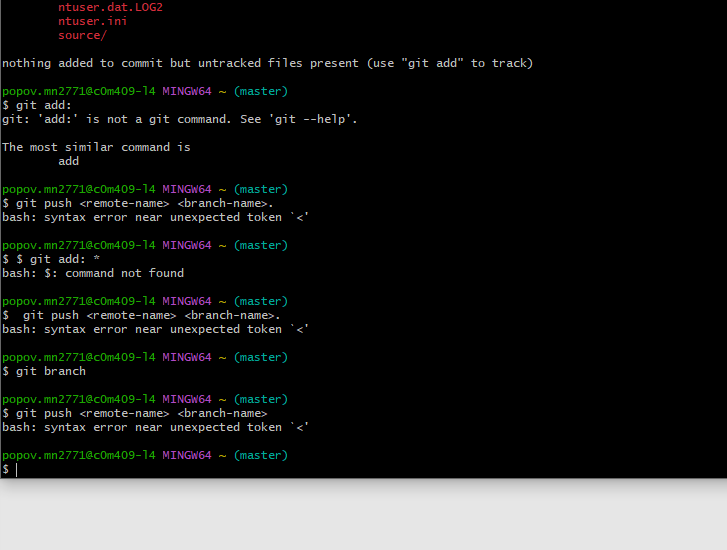 ntuser.dat.LOG2
ntuser.ini
source/
nothing added to commit but untracked files present (use "git add" to track)
popov.mn2771@c0m409-l4 MINGW64 ~ (master)
$ git add:
git: 'add:' is not a git command. See 'git --help'.
The most similar command is
add
popov.mn2771@c0m409-l4 MINGW64 ~ (master)
$ git push <remote-name> <branch-name>.
bash: syntax error near unexpected token `<'
popov.mn2771@c0m409-l4 MINGW64 ~ (master)
$ $ git add: *
bash: $: command not found
popov.mn2771@c0m409-l4 MINGW64 ~ (master)
$  git push <remote-name> <branch-name>.
bash: syntax error near unexpected token `<'
popov.mn2771@c0m409-l4 MINGW64 ~ (master)
$ git branch
popov.mn2771@c0m409-l4 MINGW64 ~ (master)
$ git push <remote-name> <branch-name>
bash: syntax error near unexpected token `<'
popov.mn2771@c0m409-l4 MINGW64 ~ (master)
$